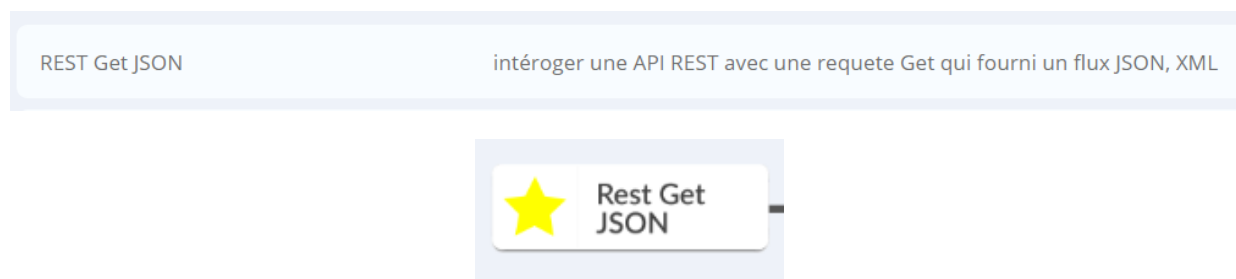 REST Get JSON
intéroger une API REST avec une requete Get qui fourni un flux JSON, XML
Rest Get
JSON